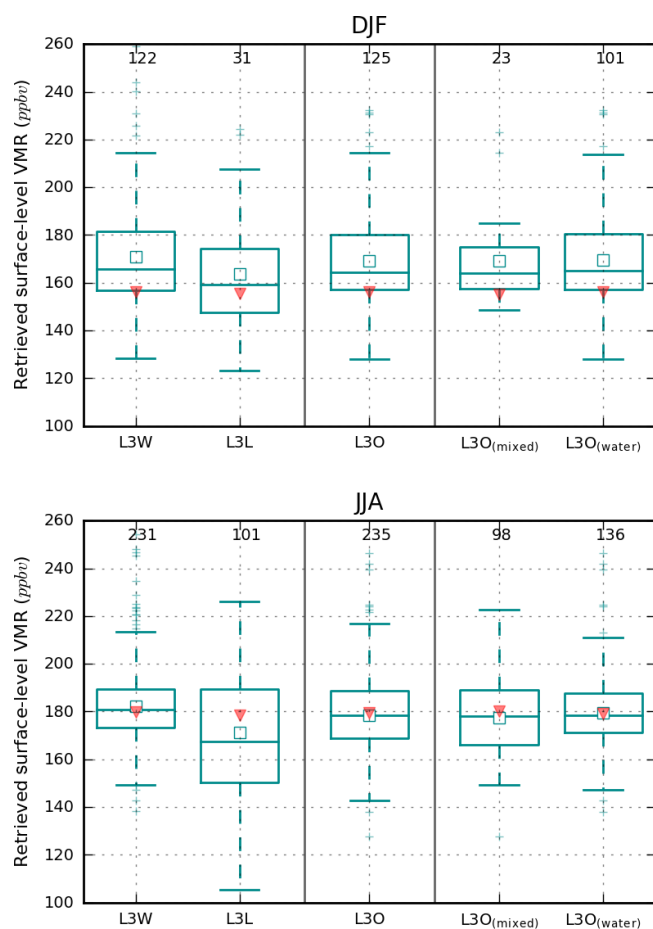 DJF
260
240
220
200
180
160
140
120
100
Retrieved surface-level VMR (ppbv)
122 31 125 23 101
L3W L3L L3O L3O(mixed) L3O(water)
JJA
260
240
220
200
180
160
140
120
100
Retrieved surface-level VMR (ppbv)
231 101 235 98 136
L3W L3L L3O L3O(mixed) L3O(water)